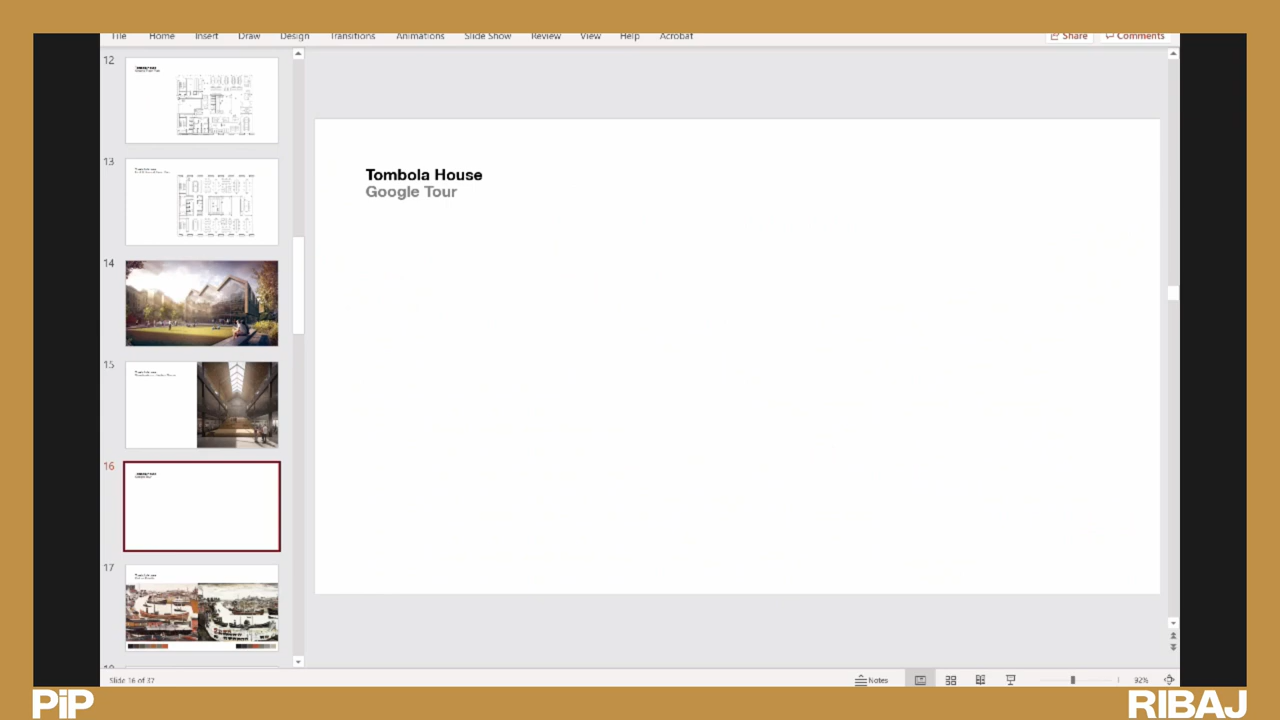 File Home Insert Draw Design Transitions Animations Slide Show Review View Help Acrobat Share Comments
12
13
14
15
16
17
Tombola House
Google Tour
Slide 16 of 37
Notes
92%
PiP
RIBAJ